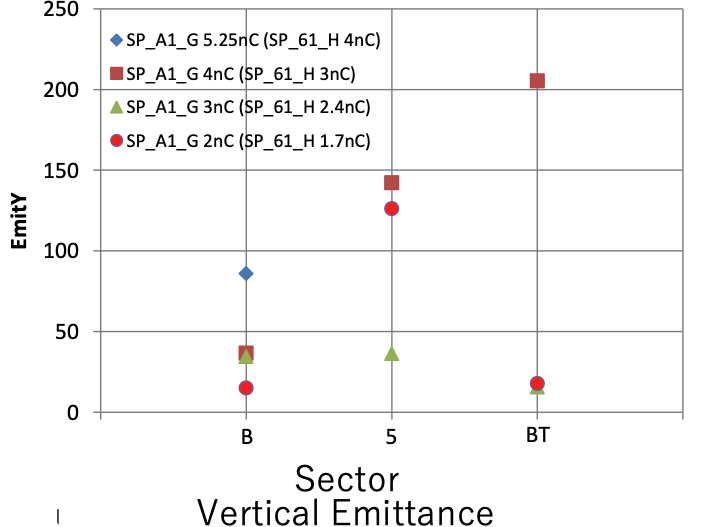 250
SP_A1_G 5.25nC (SP_61_H 4nC)
SP_A1_G 4nC (SP_61_H 3nC)
200
SP_A1_G 3nC (SP_61_H 2.4nC)
SP_A1_G 2nC (SP_61_H 1.7nC)
150
EmitY
100
50
0
B 5 BT
Sector
Vertical Emittance